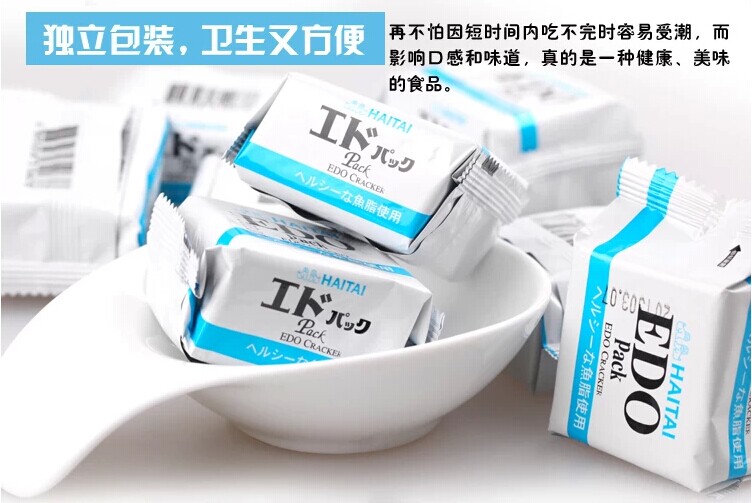 独立包装，卫生又方便
再不怕因短时间内吃不完时容易受潮，而
影响口感和味道，真的是一种健康、美味
的食品。
HAITAI
エドパック
Pack
EDO CRACKER
ヘルシーな魚脂使用
EDO
HAITAI
エドパック
Pack
EDO CRACKER
ヘルシーな魚脂使用
HAITAI
EDO
pack
EDO CRACKER
ヘルシーな魚脂使用